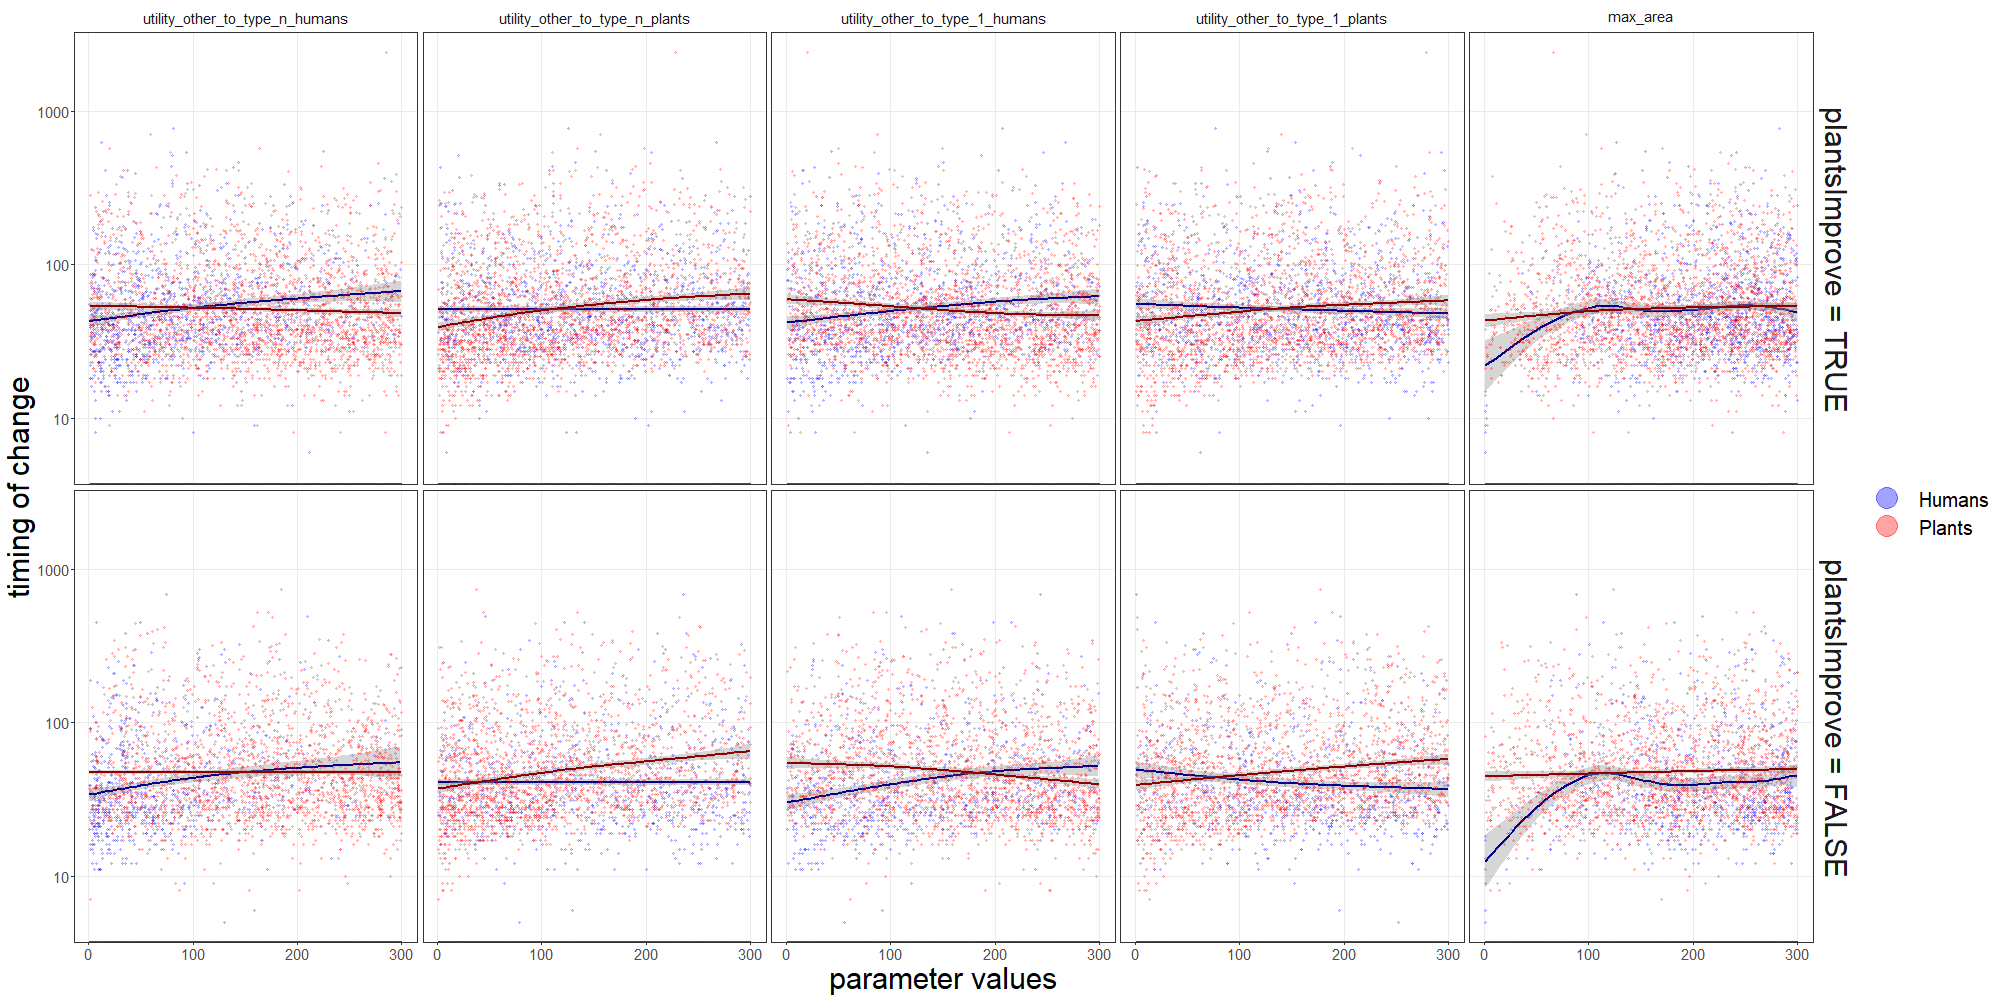 utility_other_to_type_n_humans utility_other_to_type_n_plants utility_other_to_type_1_humans utility_other_to_type_1_plants max_area
1000
100
10
plantsImprove = TRUE
timing of change
Humans
Plants
1000
100
10
plantsImprove = FALSE
0 100 200 300 0 100 200 300 0 100 200 300 0 100 200 300 0 100 200 300
parameter values